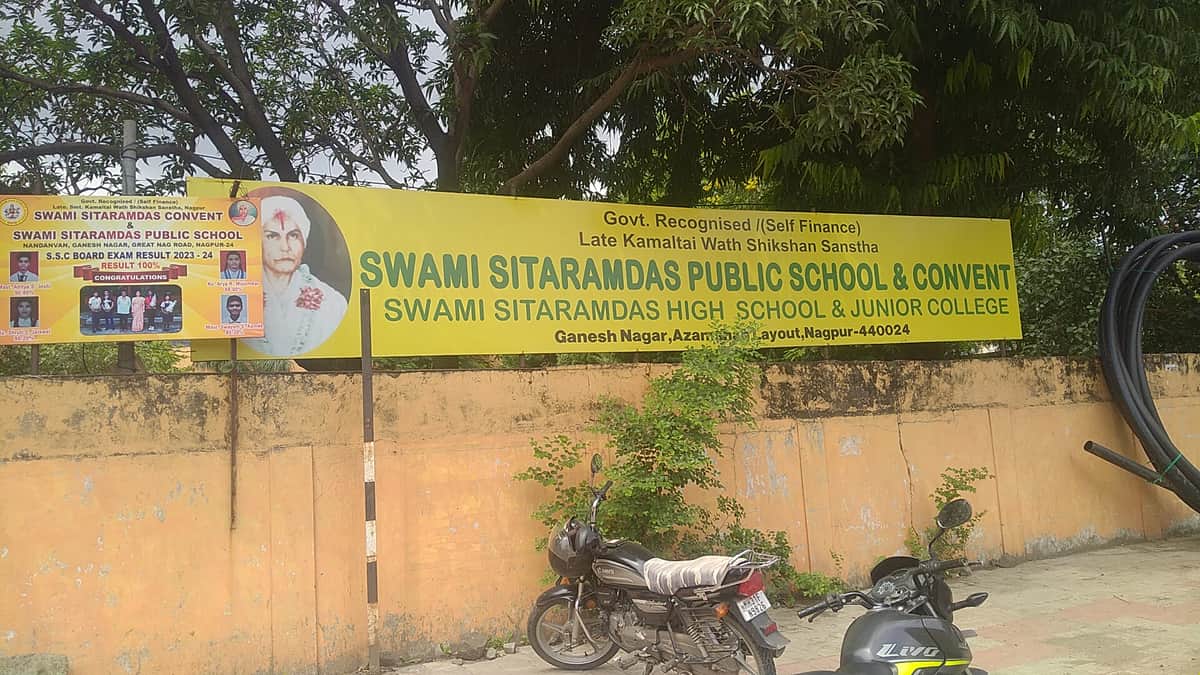 Govt. Recognised / (Self Finance)
Late. Smt. Kamaltai Wath Shikshan Sanstha, Nagpur
SWAMI SITARAMDAS CONVENT
&
SWAMI SITARAMDAS PUBLIC SCHOOL
NANDANVAN, GANESH NAGAR, GREAT NAG ROAD, NAGPUR-24
S.S.C BOARD EXAM RESULT 2023 - 24
RESULT 100%
CONGRATULATIONS
Govt. Recognised /(Self Finance)
Late Kamaltai Wath Shikshan Sanstha
SWAMI SITARAMDAS PUBLIC SCHOOL & CONVENT
SWAMI SITARAMDAS HIGH SCHOOL & JUNIOR COLLEGE
Ganesh Nagar, Layout,Nagpur-440024
Livo